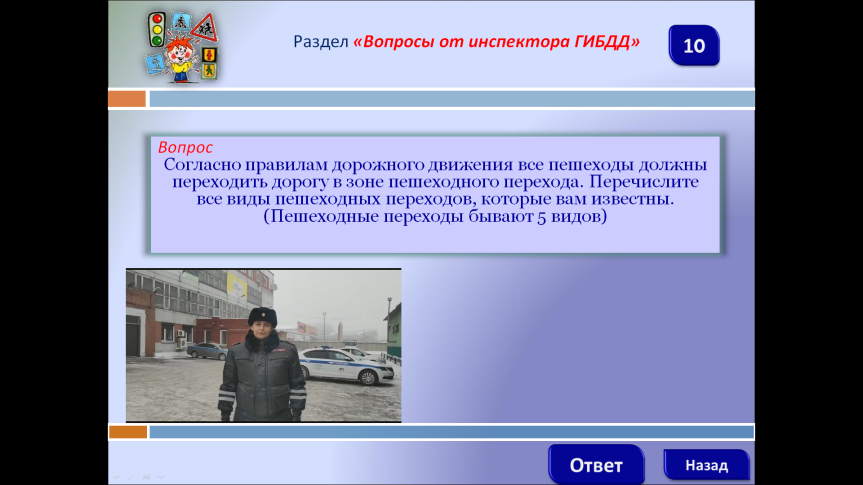 Раздел «Вопросы от инспектора ГИБДД»
10
Вопрос
Согласно правилам дорожного движения все пешеходы должны
переходить дорогу в зоне пешеходного перехода. Перечислите
все виды пешеходных переходов, которые вам известны.
(Пешеходные переходы бывают 5 видов)
Ответ
Назад